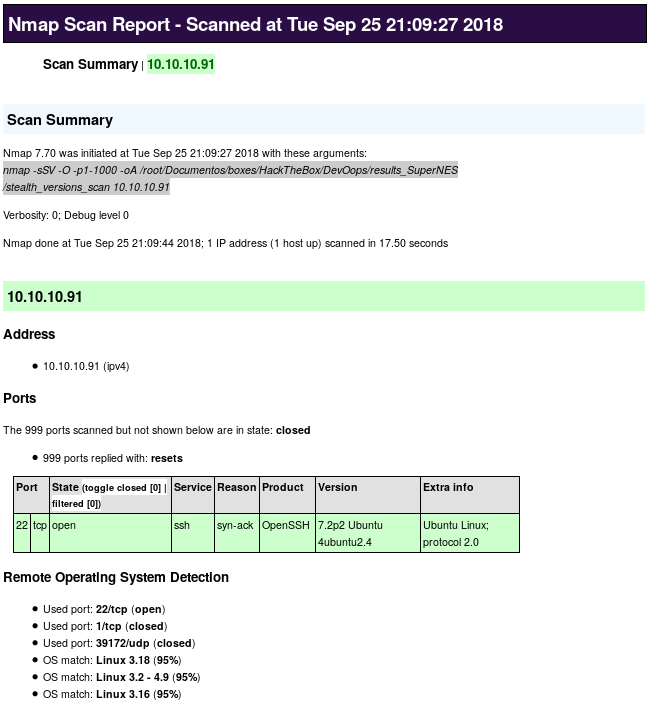 Nmap Scan Report - Scanned at Tue Sep 25 21:09:27 2018
Scan Summary | 10.10.10.91
Scan Summary
Nmap 7.70 was initiated at Tue Sep 25 21:09:27 2018 with these arguments:
nmap -sSV -O -p1-1000 -oA /root/Documentos/boxes/HackTheBox/DevOops/results_SuperNES
/stealth_versions_scan 10.10.10.91
Verbosity: 0; Debug level 0
Nmap done at Tue Sep 25 21:09:44 2018; 1 IP address (1 host up) scanned in 17.50 seconds
10.10.10.91
Address
• 10.10.10.91 (ipv4)
Ports
The 999 ports scanned but not shown below are in state: closed
• 999 ports replied with: resets
Port State (toggle closed [0] | Service Reason Product Version Extra info
filtered [0])
22 tcp open ssh syn-ack OpenSSH 7.2p2 Ubuntu Ubuntu Linux;
4ubuntu2.4 protocol 2.0
Remote Operating System Detection
• Used port: 22/tcp (open)
• Used port: 1/tcp (closed)
• Used port: 39172/udp (closed)
• OS match: Linux 3.18 (95%)
• OS match: Linux 3.2 - 4.9 (95%)
• OS match: Linux 3.16 (95%)